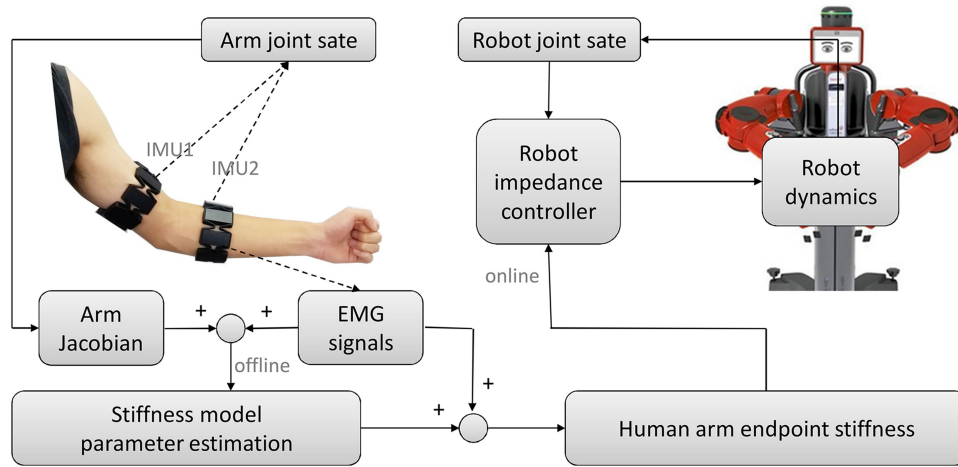 Arm joint sate
Robot joint sate
IMU1
IMU2
Robot
impedance
controller
Robot
dynamics
online
Arm
Jacobian
+
+
EMG
signals
offline
+
Stiffness model
parameter estimation
+
Human arm endpoint stiffness